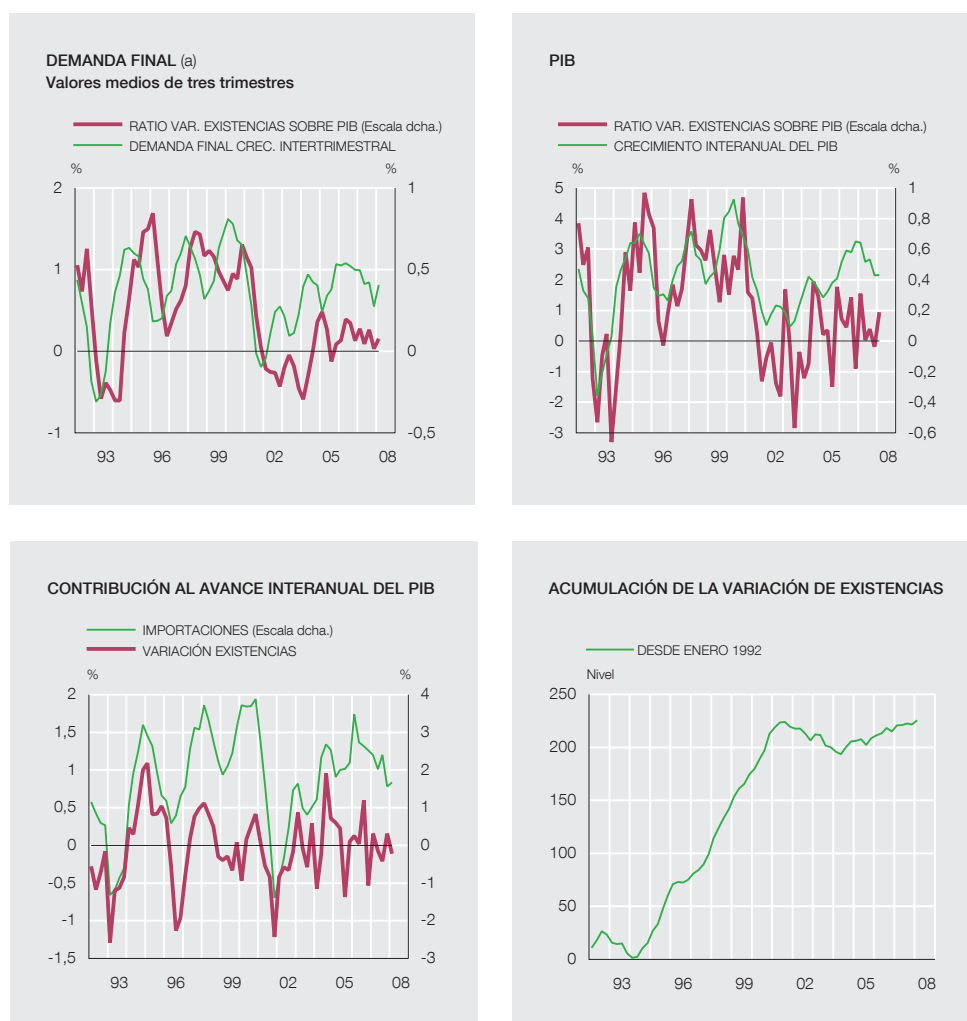 DEMANDA FINAL (a)
Valores medios de tres trimestres
RATIO VAR. EXISTENCIAS SOBRE PIB (Escala dcha.)
DEMANDA FINAL CREC. INTERTRIMESTRAL
% %
2 1
1 0,5
0 0
-1 -0,5
93 96 99 02 05 08
PIB
RATIO VAR. EXISTENCIAS SOBRE PIB (Escala dcha.)
CRECIMIENTO INTERANUAL DEL PIB
% %
5 1
4 0,8
3 0,6
2 0,4
1 0,2
0 0
-1 -0,2
-2 -0,4
-3 -0,6
93 96 99 02 05 08
CONTRIBUCIÓN AL AVANCE INTERANUAL DEL PIB
IMPORTACIONES (Escala dcha.)
VARIACIÓN EXISTENCIAS
% %
2 4
1,5 3
1 2
0,5 1
0 0
-0,5 -1
-1 -2
-1,5 -3
93 96 99 02 05 08
ACUMULACIÓN DE LA VARIACIÓN DE EXISTENCIAS
DESDE ENERO 1992
Nivel
250
200
150
100
50
0
93 96 99 02 05 08